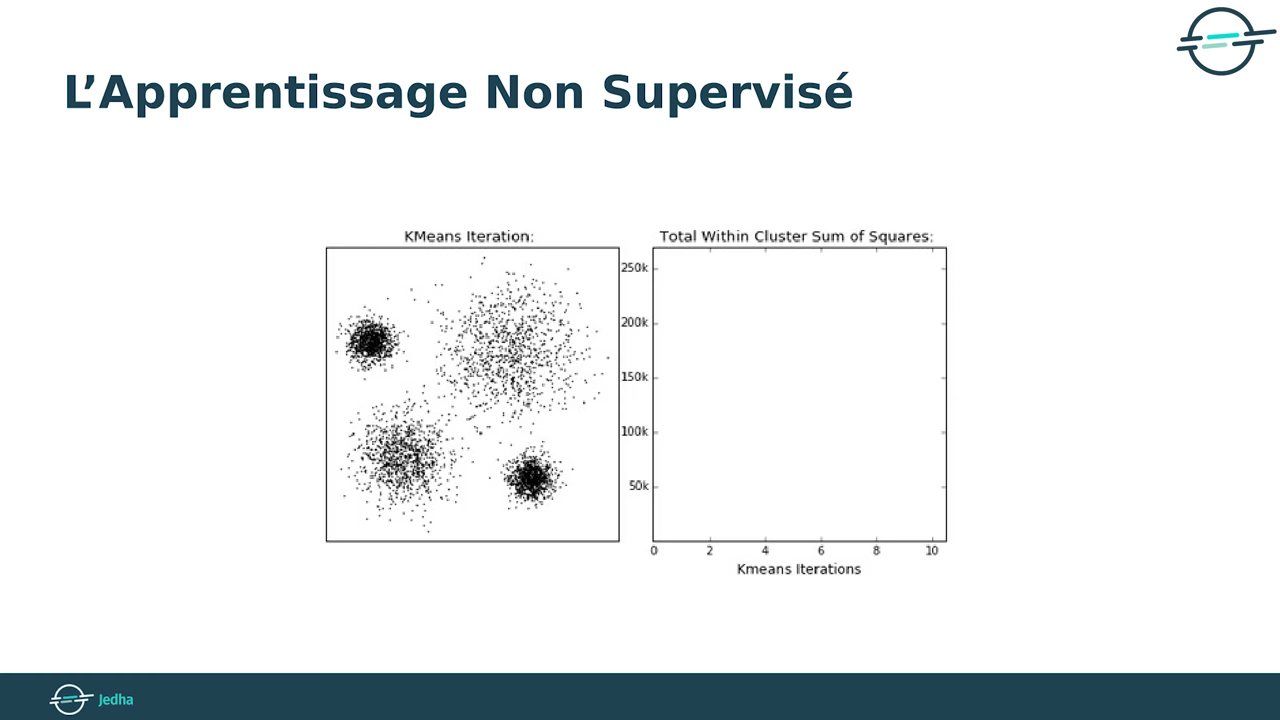 L’Apprentissage Non Supervisé
KMeans Iteration:
Total Within Cluster Sum of Squares:
250k
200k
150k
100k
50k
0 2 4 6 8 10
Kmeans Iterations
Jedha